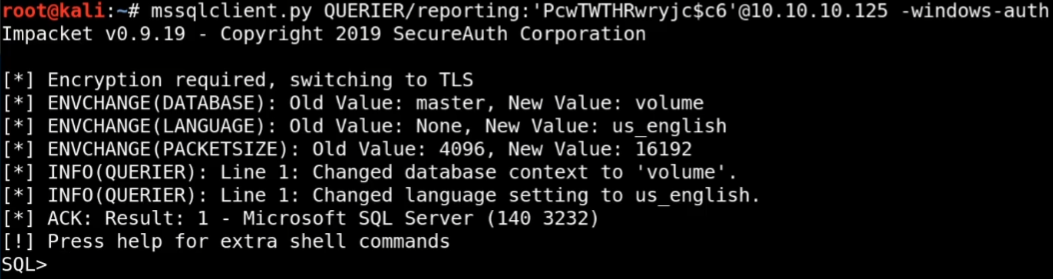 root@kali:~# mssqlclient.py QUERIER/reporting:'PcwTWTHRwryjc$c6'@10.10.10.125 -windows-auth
Impacket v0.9.19 - Copyright 2019 SecureAuth Corporation
[*] Encryption required, switching to TLS
[*] ENVCHANGE(DATABASE): Old Value: master, New Value: volume
[*] ENVCHANGE(LANGUAGE): Old Value: None, New Value: us_english
[*] ENVCHANGE(PACKETSIZE): Old Value: 4096, New Value: 16192
[*] INFO(QUERIER): Line 1: Changed database context to 'volume'.
[*] INFO(QUERIER): Line 1: Changed language setting to us_english.
[*] ACK: Result: 1 - Microsoft SQL Server (140 3232)
[!] Press help for extra shell commands
SQL>